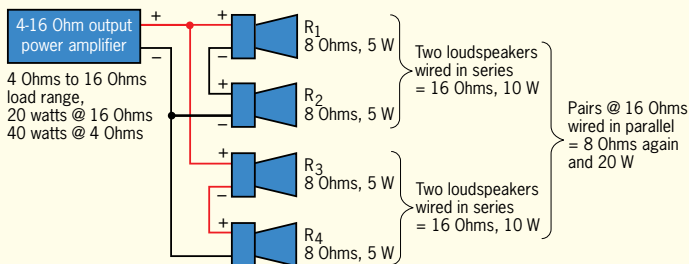 4-16 Ohm output
power amplifier
+
−
4 Ohms to 16 Ohms
load range,
20 watts @ 16 Ohms
40 watts @ 4 Ohms
+
−
R1
8 Ohms, 5 W
+
−
R2
8 Ohms, 5 W
Two loudspeakers
wired in series
= 16 Ohms, 10 W
+
−
R3
8 Ohms, 5 W
+
R4
8 Ohms, 5 W
Two loudspeakers
wired in series
= 16 Ohms, 10 W
Pairs @ 16 Ohms
wired in parallel
= 8 Ohms again
and 20 W